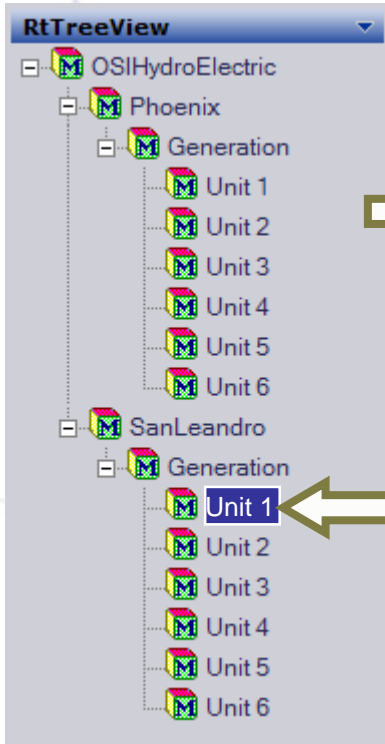 RtTreeView
OSIHydroElectric
Phoenix
Generation
Unit 1
Unit 2
Unit 3
Unit 4
Unit 5
Unit 6
SanLeandro
Generation
Unit 1
Unit 2
Unit 3
Unit 4
Unit 5
Unit 6